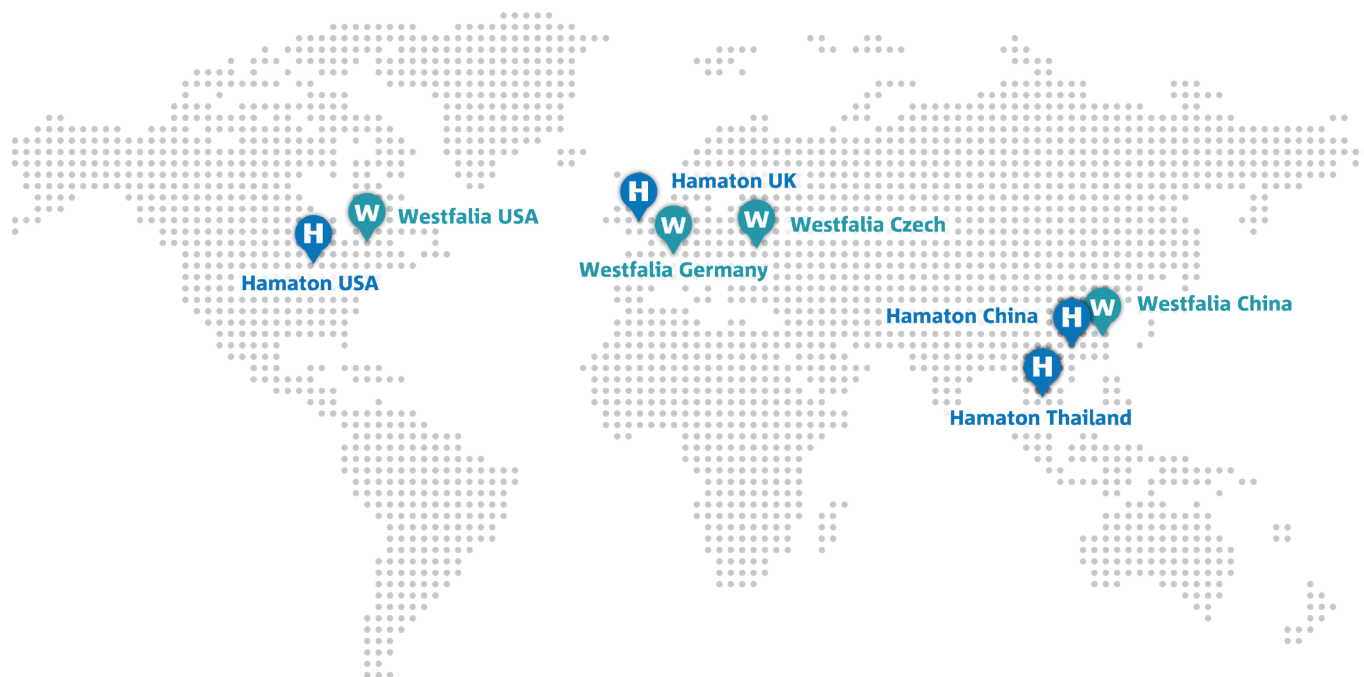 H
Hamaton UK
W
Westfalia USA
H
Hamaton USA
W
Westfalia Germany
W
Westfalia Czech
Hamaton China
H
W
Westfalia China
H
Hamaton Thailand